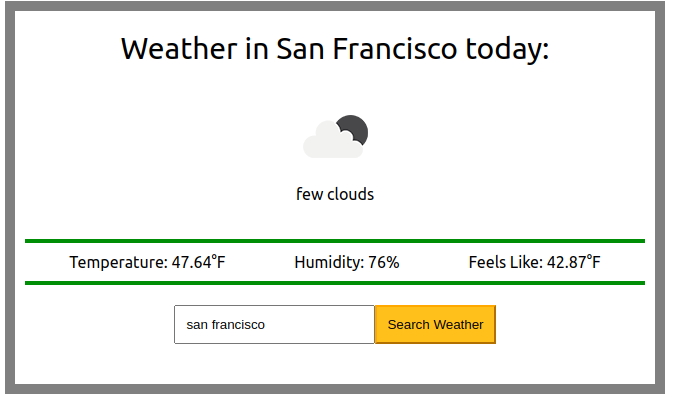 Weather in San Francisco today:
few clouds
Temperature: 47.64°F Humidity: 76% Feels Like: 42.87°F
san francisco Search Weather